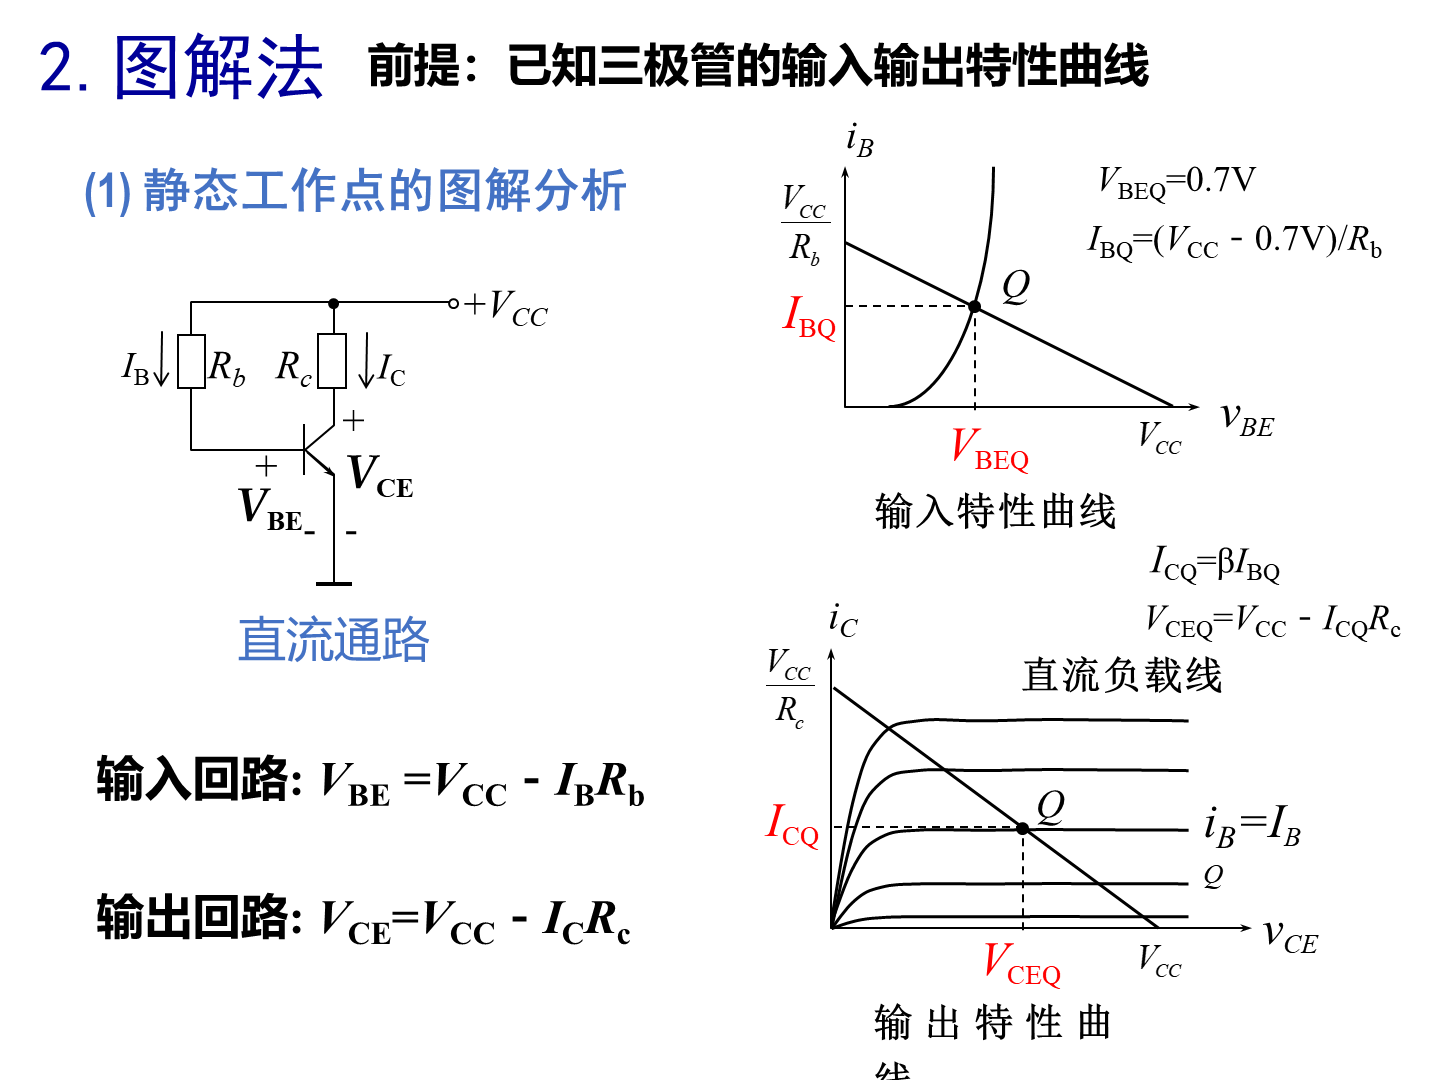 2.图解法 前提：已知三极管的输入输出特性曲线
(1) 静态工作点的图解分析
+VCC
IB Rb Rc IC
+
+ VCE
VBE - -
直流通路
输入回路: VBE =VCC - IBRb
输出回路: VCE=VCC - ICRc
iB
VCC
Rb
VBEQ=0.7V
IBQ=(VCC - 0.7V)/Rb
Q
IBQ
vBE
VBEQ
VCC
输入特性曲线
ICQ=βIBQ
VCEQ=VCC - ICQRc
iC
VCC
Rc
直流负载线
Q
ICQ
iB=IB
Q
vCE
VCEQ
VCC
输出特性曲
线